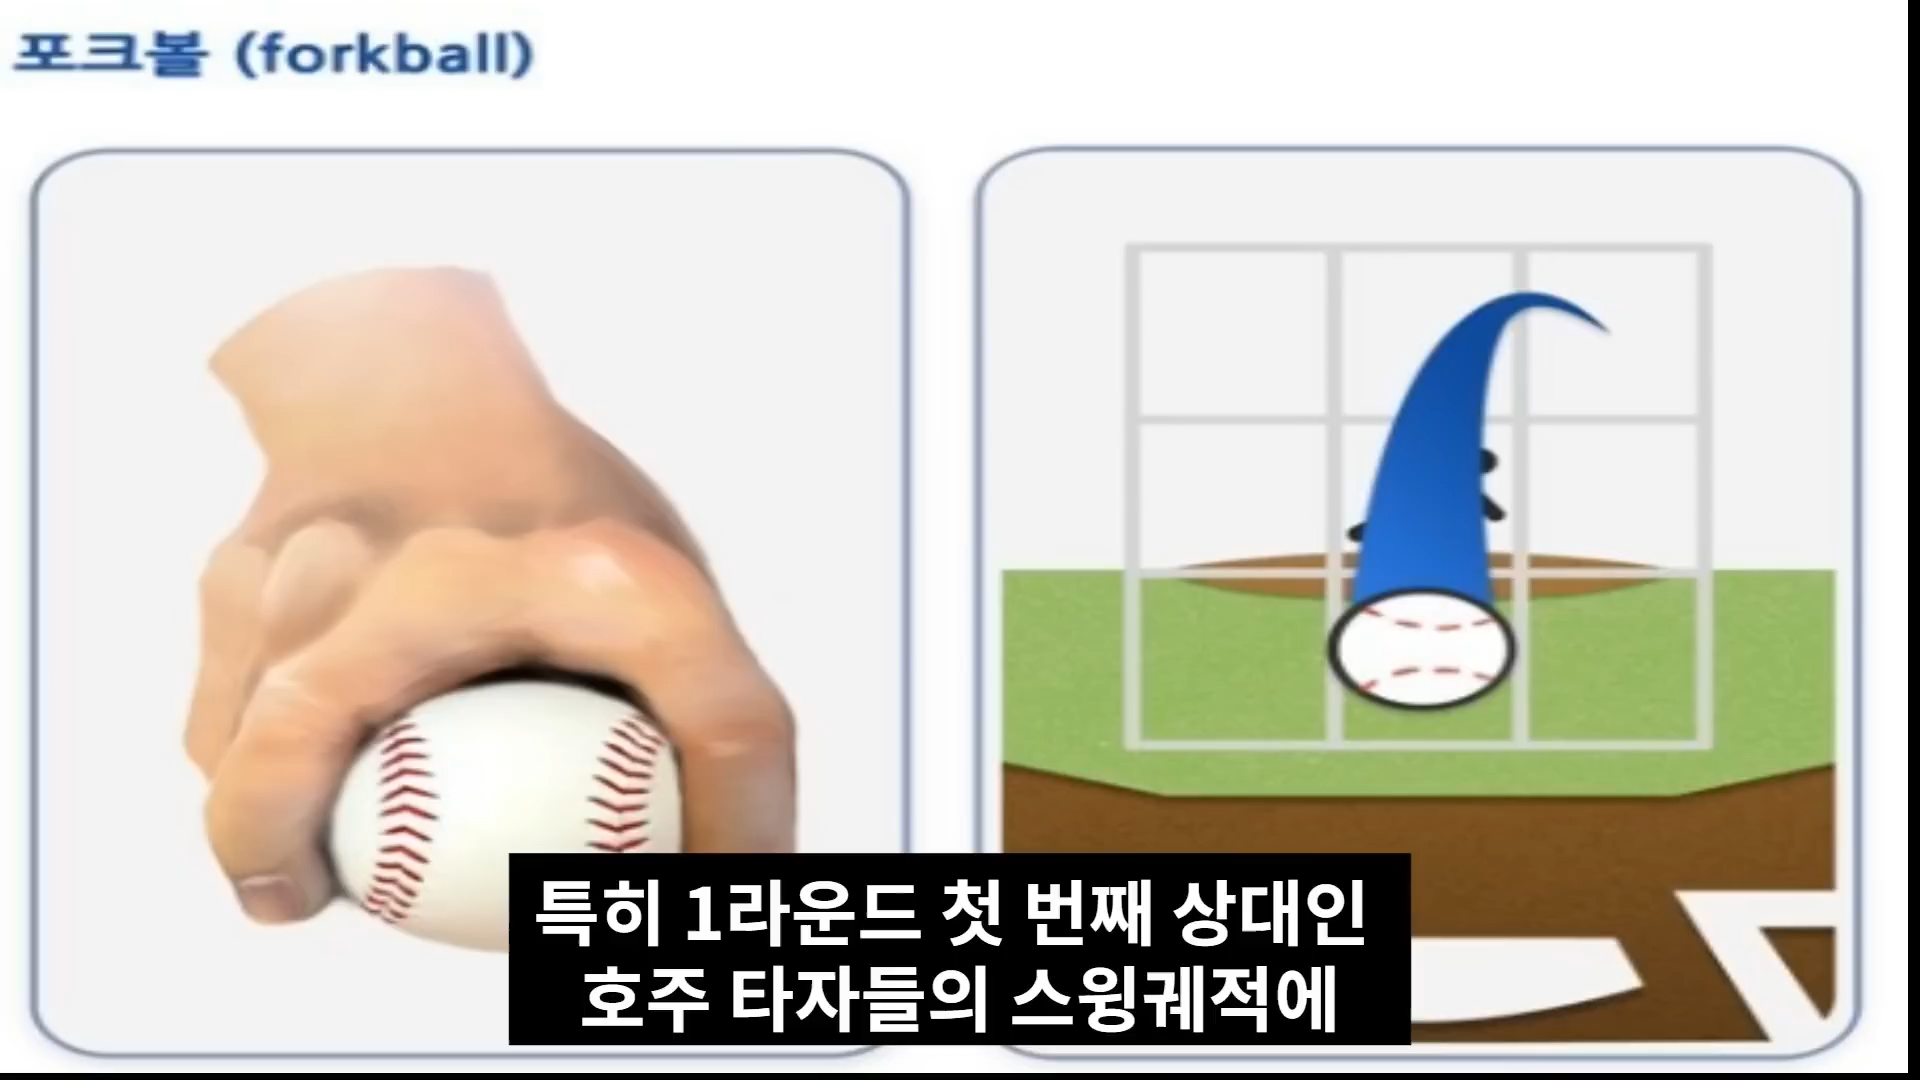 포크볼 (forkball)
특히 1라운드 첫 번째 상대인
호주 타자들의 스윙궤적에